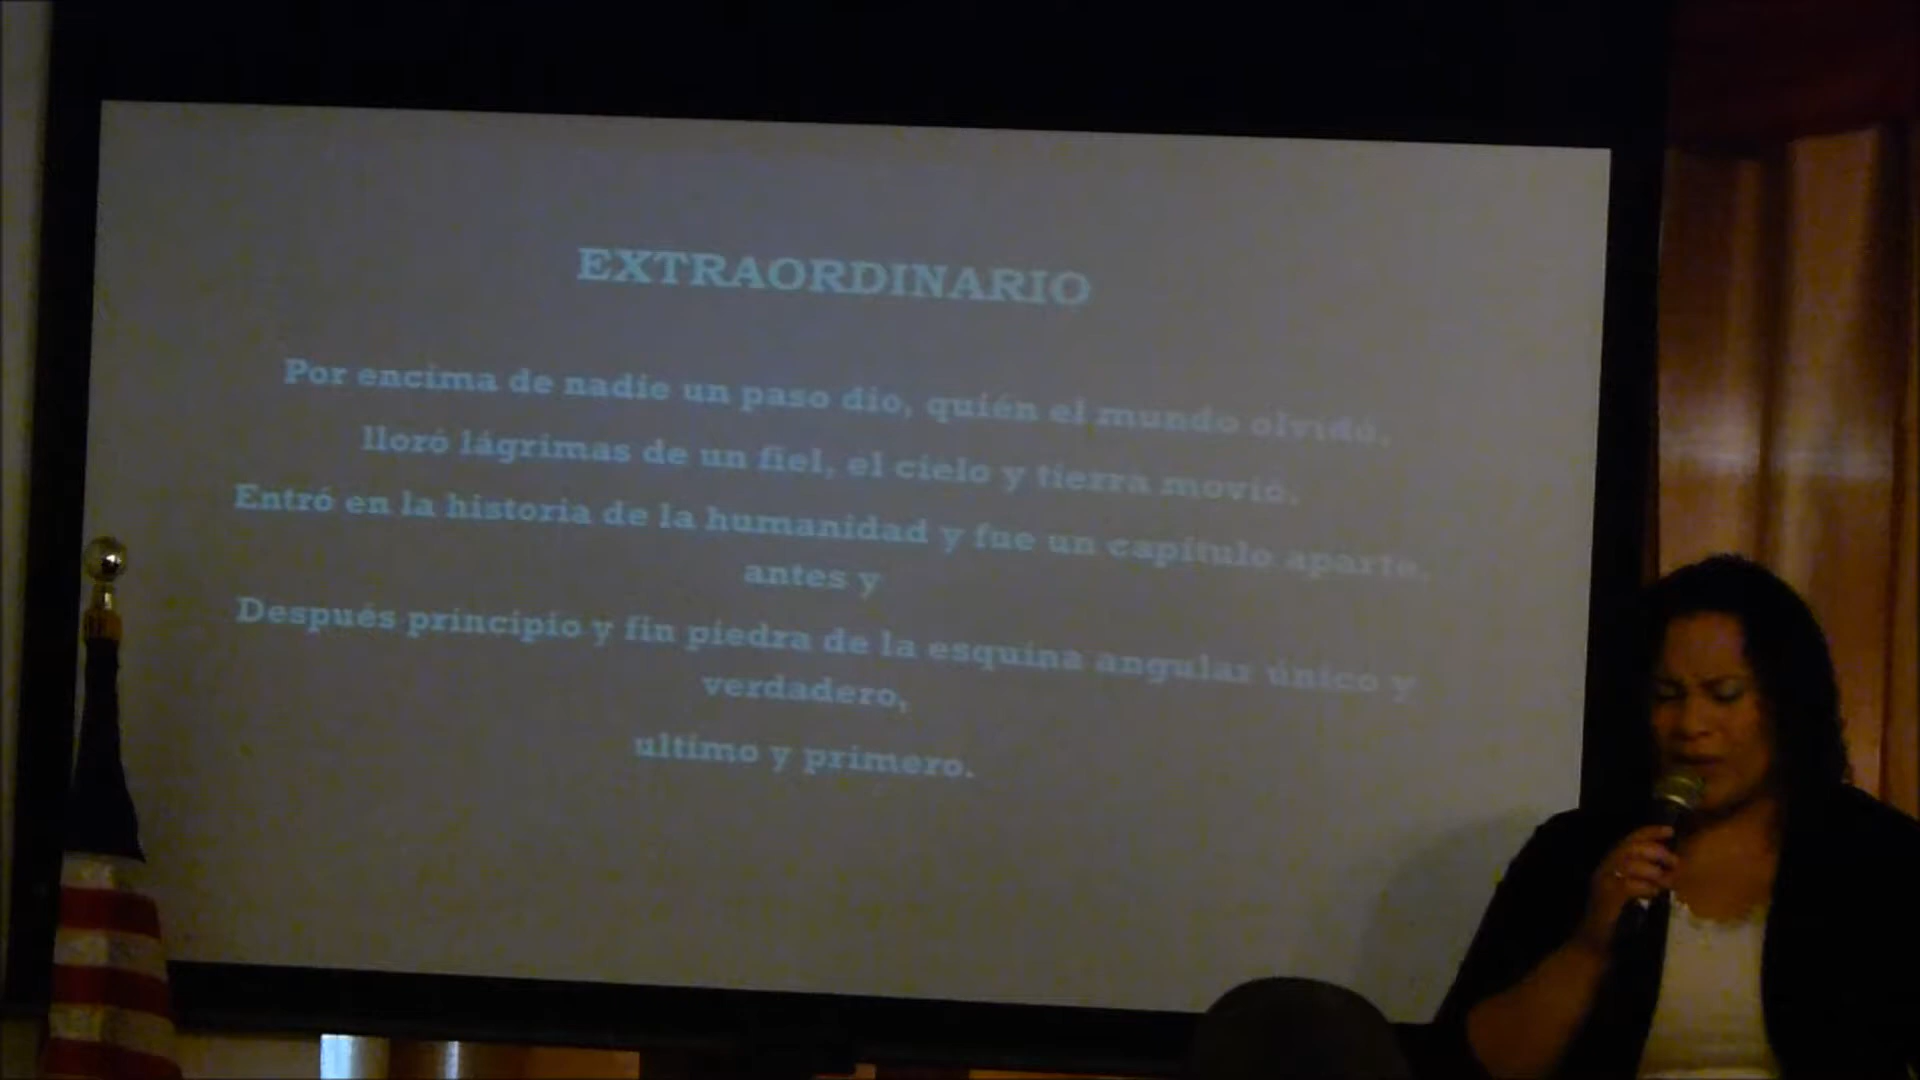 EXTRAORDINARIO
Por encima de nadie un paso dio, quién el mundo olvidó,
lloró lágrimas de un fiel, el cielo y tierra movió.
Entró en la historia de la humanidad y fue un capítulo aparte,
antes y
Después principio y fin piedra de la esquina angular único y
verdadero,
ultimo y primero.